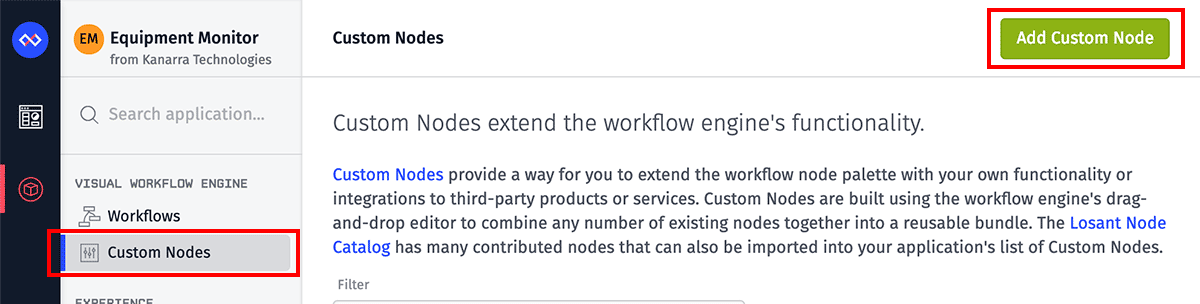 EM
Equipment Monitor
from Kanarra Technologies
Search application...
VISUAL WORKFLOW ENGINE
Workflows
Custom Nodes
EXPERIENCE
Custom Nodes
Add Custom Node
Custom Nodes extend the workflow engine's functionality.
Custom Nodes provide a way for you to extend the workflow node palette with your own functionality or
integrations to third-party products or services. Custom Nodes are built using the workflow engine's drag-
and-drop editor to combine any number of existing nodes together into a reusable bundle. The Losant Node
Catalog has many contributed nodes that can also be imported into your application's list of Custom Nodes.
Filter